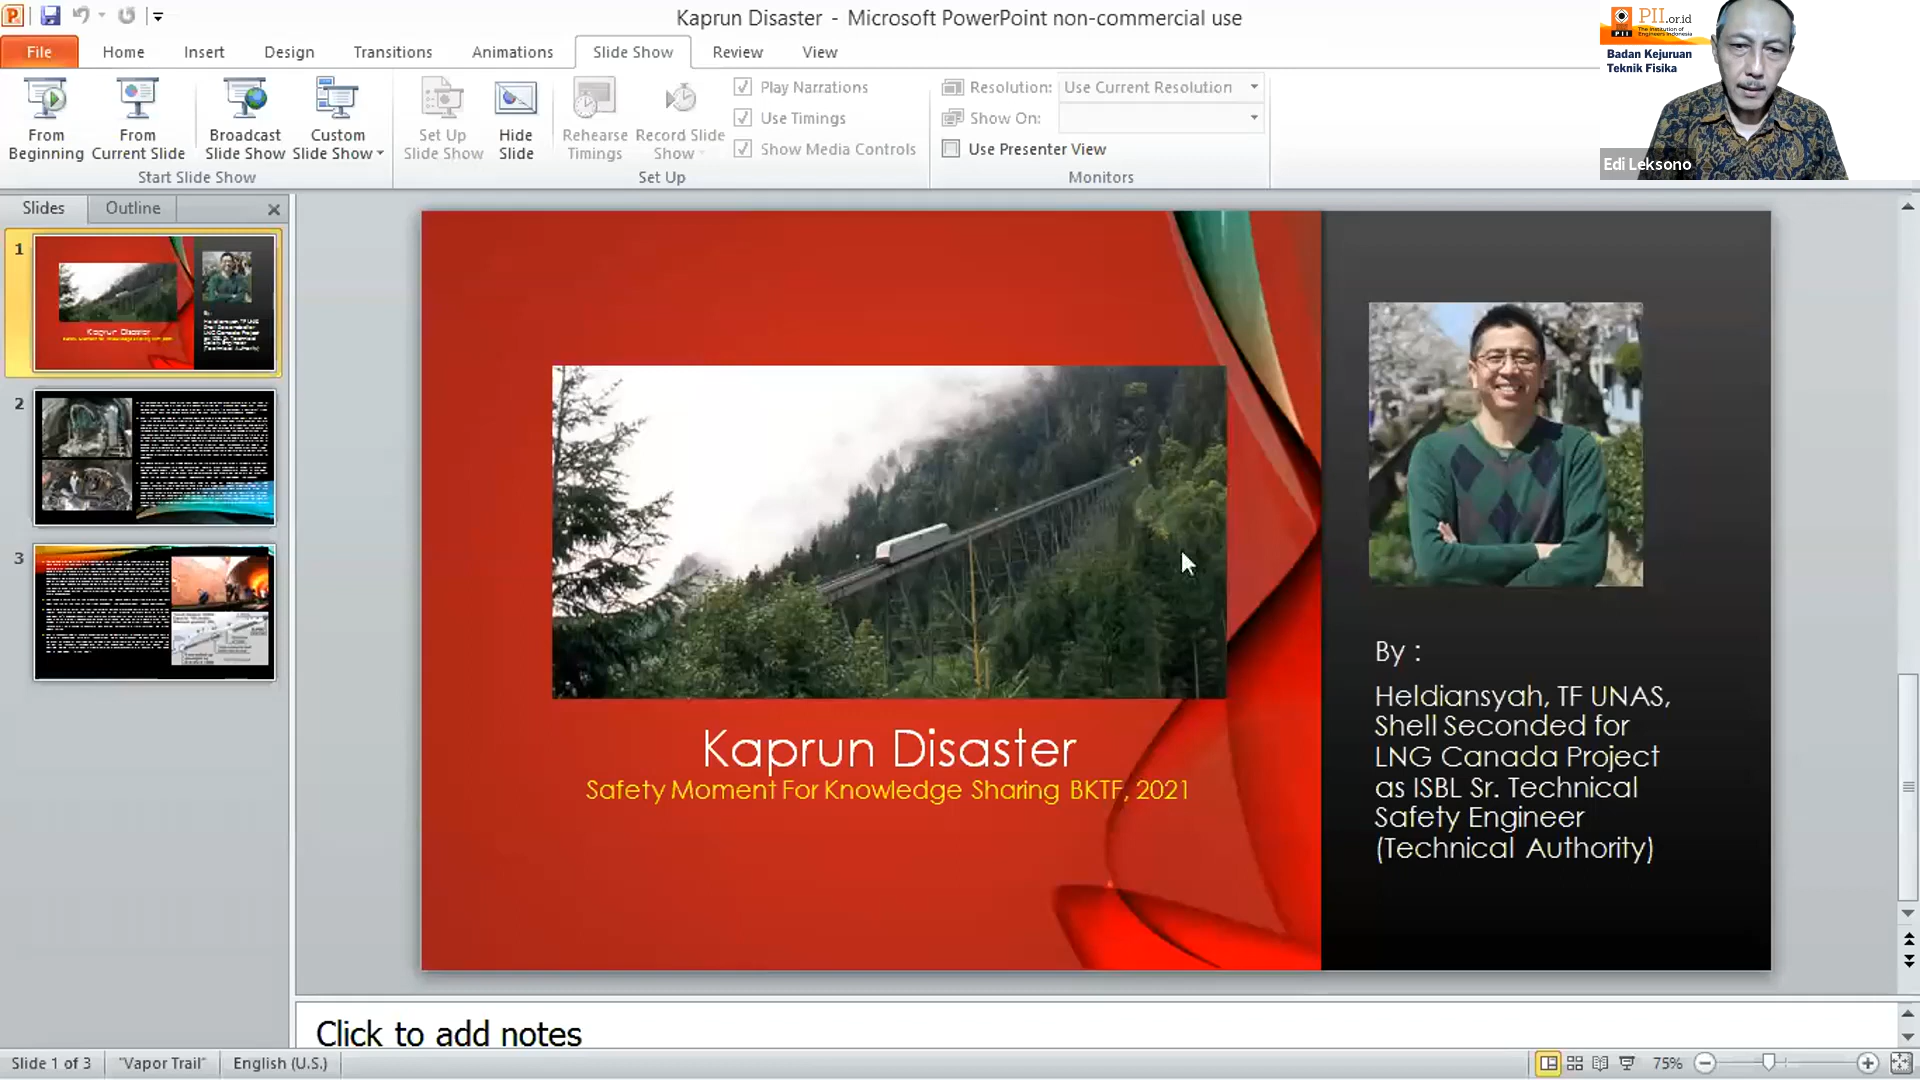 Kaprun Disaster - Microsoft PowerPoint non-commercial use
File
Home
Insert
Design
Transitions
Animations
Slide Show
Review
View
From Beginning
From Current Slide
Broadcast Slide Show
Custom Slide Show
Start Slide Show
Set Up Slide Show
Hide Slide
Rehearse Timings
Record Slide Show
Play Narrations
Use Timings
Show Media Controls
Set Up
Resolution: Use Current Resolution
Show On:
Use Presenter View
Monitors
PII.or.id
PII
Badan Kejuruan
Teknik Fisika
Edi Leksono
Slides
Outline
1
Kaprun Disaster
2
3
Kaprun Disaster
Safety Moment For Knowledge Sharing BKTF, 2021
By :
Heldiansyah, TF UNAS,
Shell Seconded for
LNG Canada Project
as ISBL Sr. Technical
Safety Engineer
(Technical Authority)
Click to add notes
Slide 1 of 3
"Vapor Trail"
English (U.S.)
75%